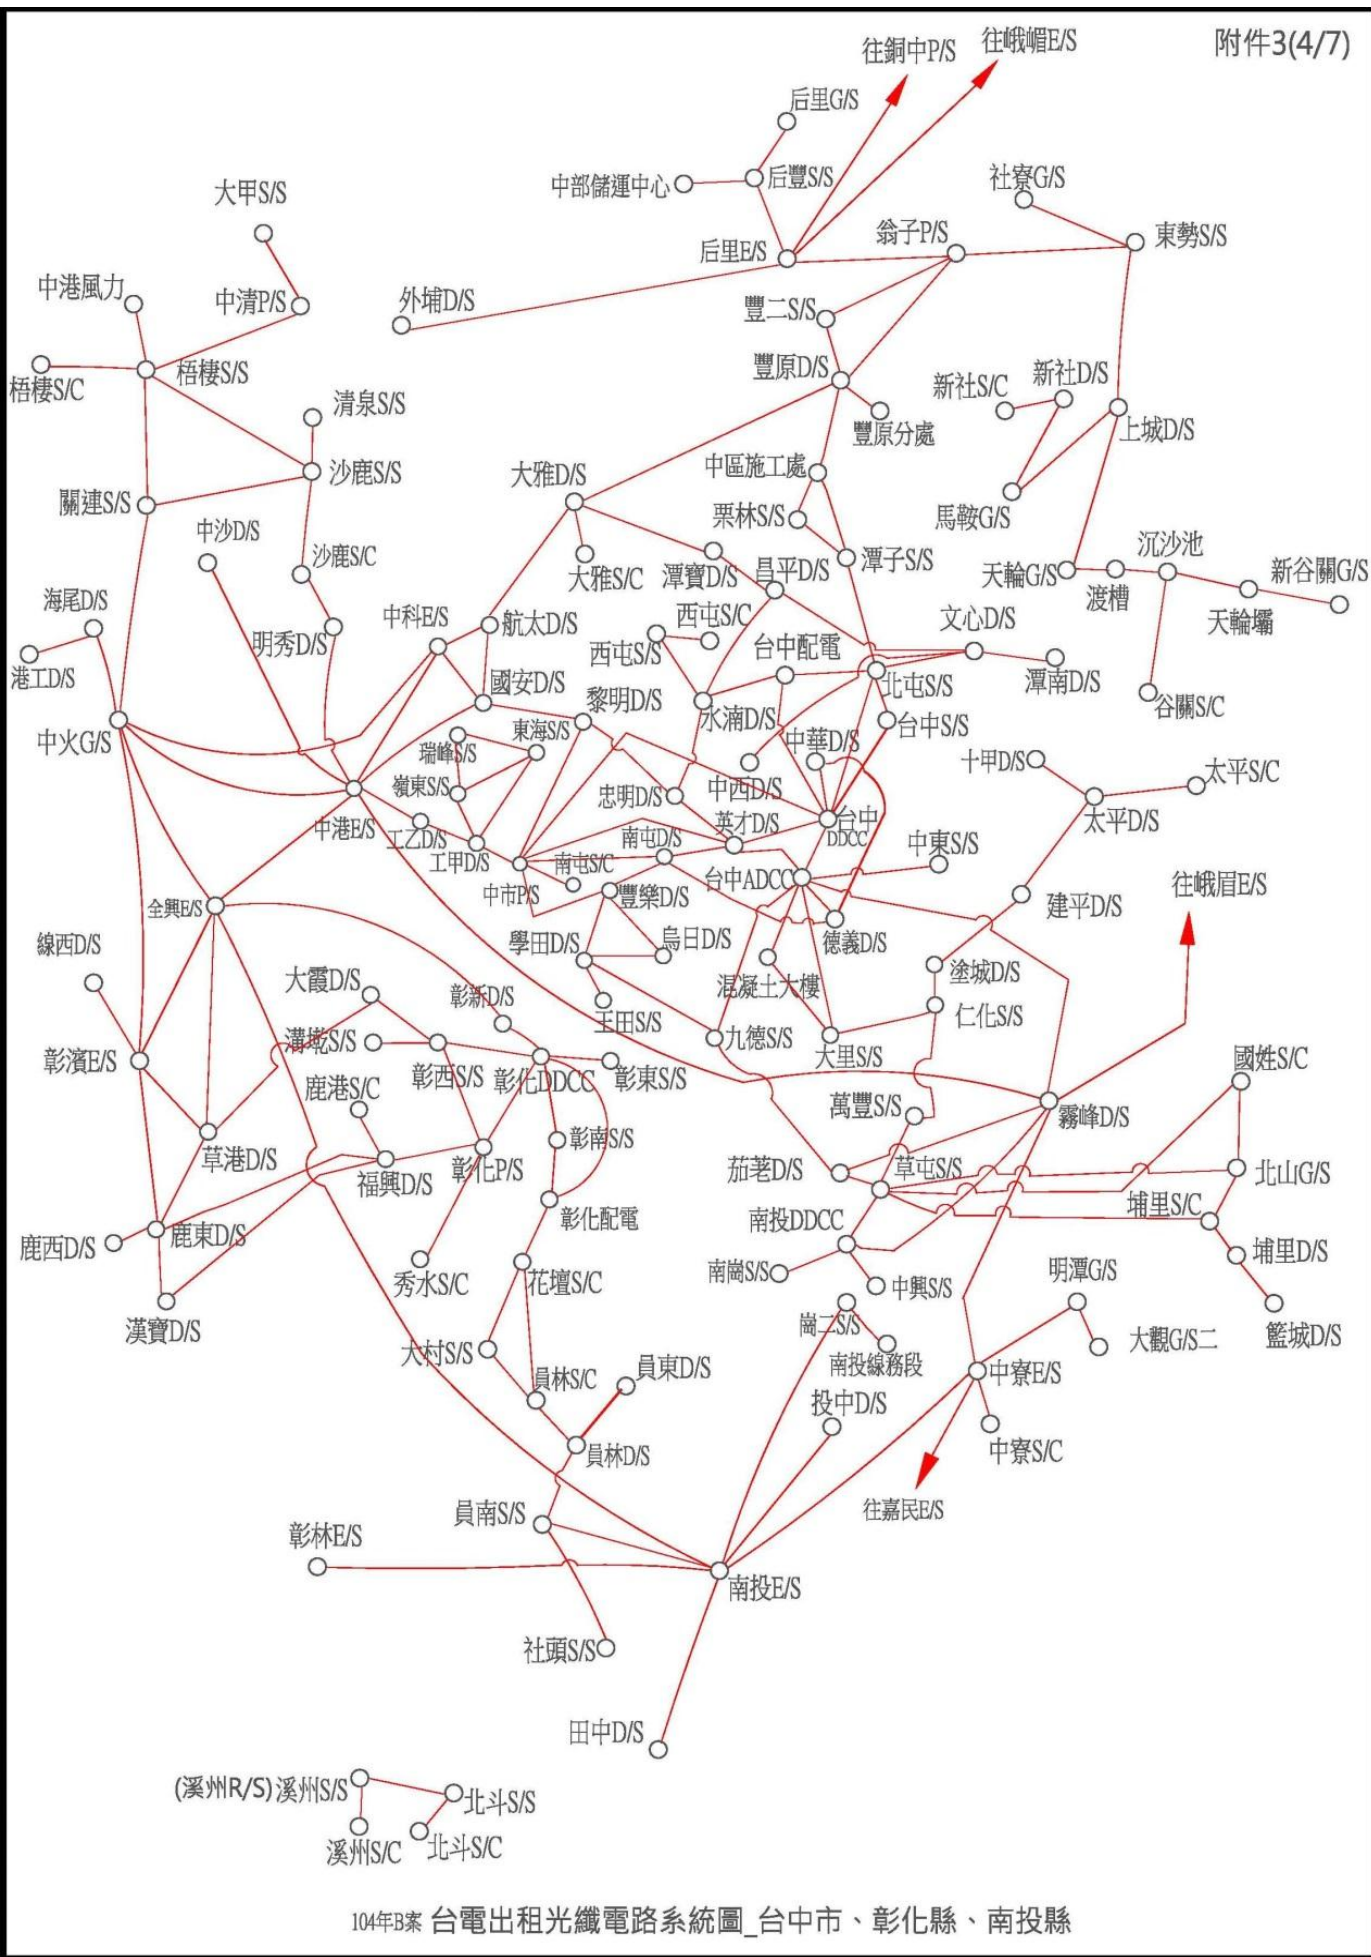 附件3(4/7)
往銅中P/S
往峨嵋E/S
后里G/S
中部儲運中心
后豐S/S
社寮G/S
大甲S/S
后里E/S
翁子P/S
東勢S/S
中港風力
中清P/S
外埔D/S
豐二S/S
梧棲S/C
梧棲S/S
豐原D/S
新社S/C
新社D/S
清泉S/S
豐原分處
上城D/S
沙鹿S/S
大雅D/S
中區施工處
關連S/S
栗林S/S
馬鞍G/S
中沙D/S
沙鹿S/C
大雅S/C
潭寶D/S
昌平D/S
潭子S/S
天輪G/S
渡槽
沉沙池
新谷關G/S
天輪壩
海尾D/S
中科E/S
航太D/S
西屯S/C
文心D/S
明秀D/S
西屯S/S
台中配電
港工D/S
國安D/S
黎明D/S
北屯S/S
潭南D/S
谷關S/C
中火G/S
瑞峰S/S
東海S/S
水湳D/S
中華D/S
台中S/S
十甲D/S
太平S/C
嶺東S/S
忠明D/S
中西D/S
太平D/S
中港E/S
工乙D/S
南屯D/S
英才D/S
台中
DDCC
工甲D/S
中市P/S
南屯S/C
台中ADCC
中東S/S
往峨眉E/S
全興E/S
豐樂D/S
建平D/S
線西D/S
學田D/S
烏日D/S
德義D/S
大霞D/S
彰新D/S
王田S/S
混凝土大樓
塗城D/S
仁化S/S
溝墘S/S
九德S/S
大里S/S
彰濱E/S
彰西S/S
彰化DDCC
彰東S/S
國姓S/C
鹿港S/C
萬豐S/S
霧峰D/S
草港D/S
福興D/S
彰化P/S
彰南S/S
茄荖D/S
草屯S/S
北山G/S
彰化配電
南投DDCC
埔里S/C
鹿西D/S
鹿東D/S
秀水S/C
花壇S/C
南崗S/S
中興S/S
明潭G/S
埔里D/S
漢寶D/S
大村S/S
崗二S/S
南投線務段
大觀G/S二
籃城D/S
員林S/C
員東D/S
投中D/S
中寮E/S
員林D/S
中寮S/C
彰林E/S
員南S/S
往嘉民E/S
南投E/S
社頭S/S
田中D/S
(溪州R/S)溪州S/S
北斗S/S
溪州S/C
北斗S/C
104年B案 台電出租光纖電路系統圖_台中市、彰化縣、南投縣